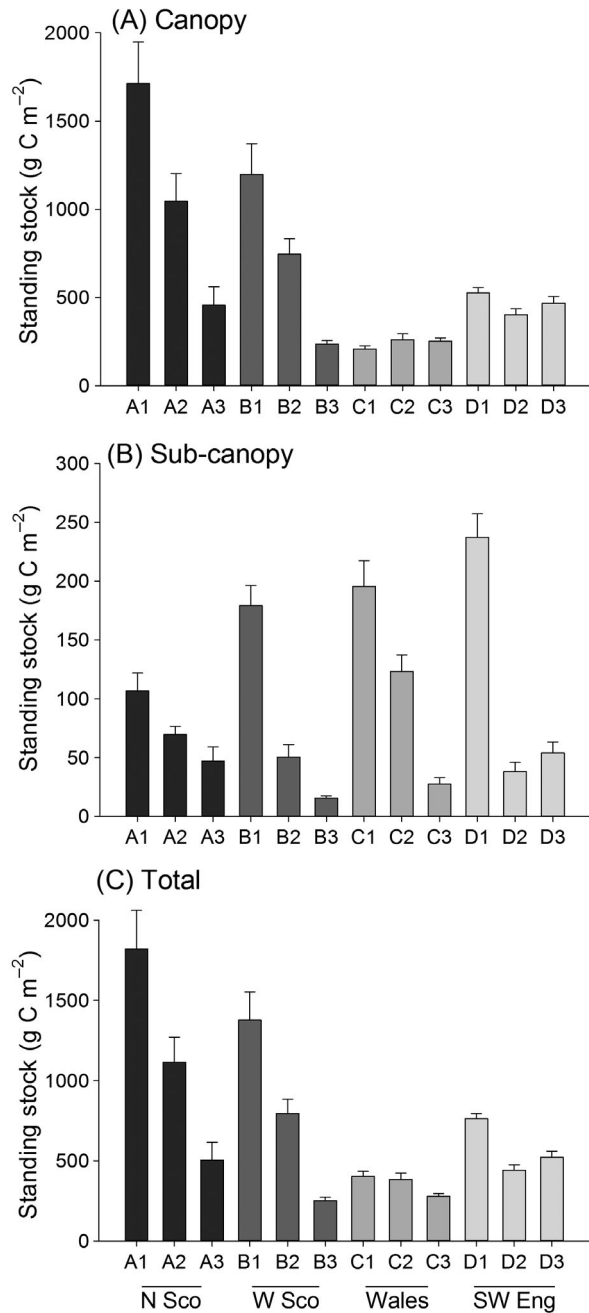 (A) Canopy
Standing stock (g C m⁻²)
2000
1500
1000
500
0
A1 A2 A3 B1 B2 B3 C1 C2 C3 D1 D2 D3
(B) Sub-canopy
Standing stock (g C m⁻²)
300
250
200
150
100
50
0
A1 A2 A3 B1 B2 B3 C1 C2 C3 D1 D2 D3
(C) Total
Standing stock (g C m⁻²)
2000
1500
1000
500
0
A1 A2 A3 B1 B2 B3 C1 C2 C3 D1 D2 D3
N Sco W Sco Wales SW Eng